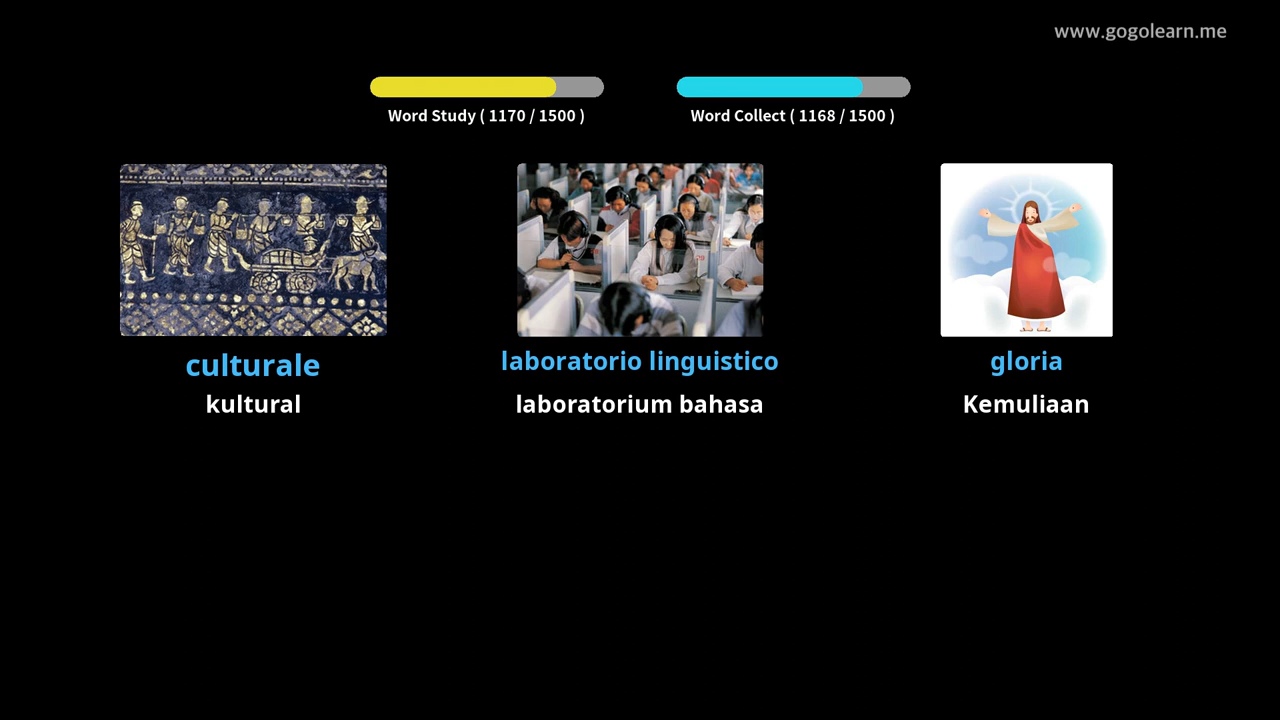 www.gogolearn.me
Word Study ( 1170 / 1500 )
Word Collect ( 1168 / 1500 )
culturale
laboratorio linguistico
gloria
kultural
laboratorium bahasa
Kemuliaan